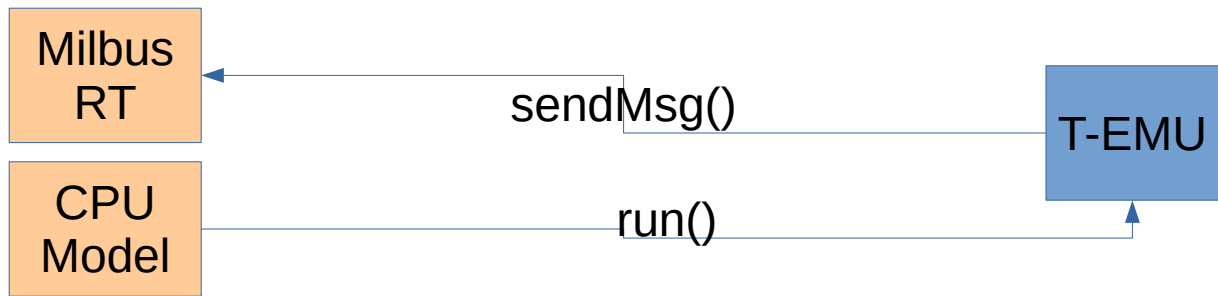 Milbus
RT
sendMsg()
T-EMU
CPU
Model
run()